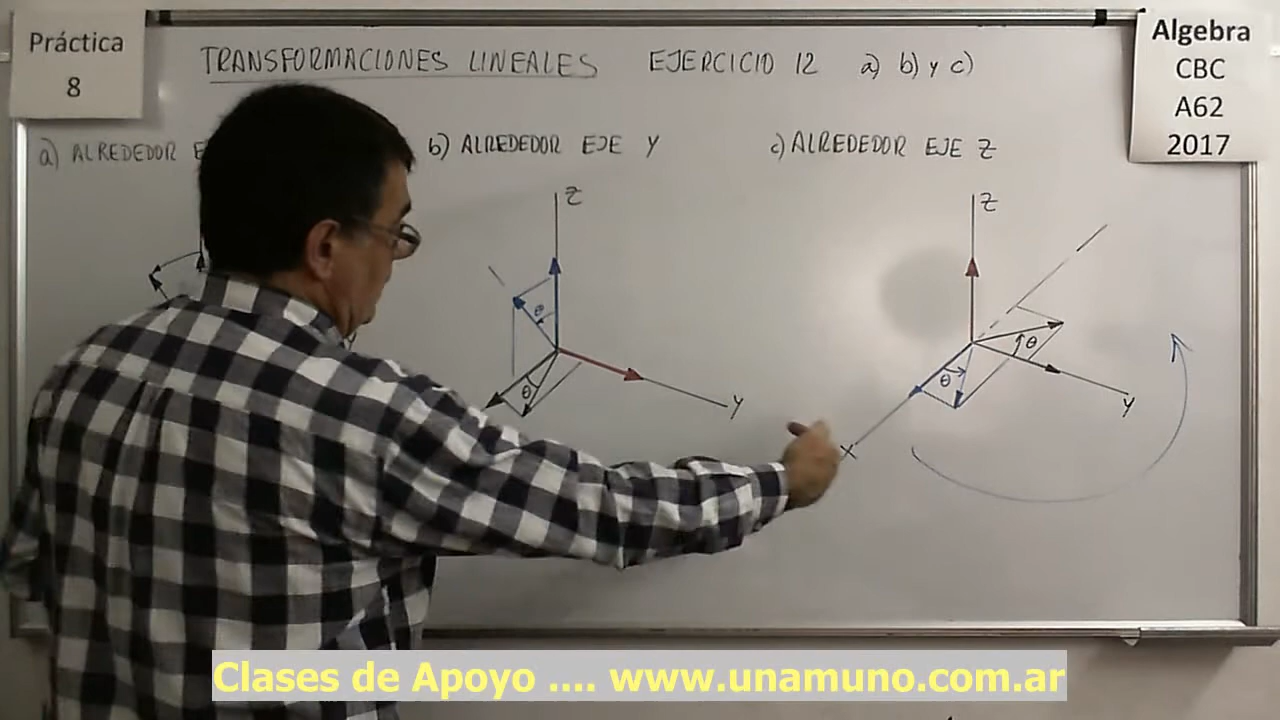 Práctica
8
TRANSFORMACIONES LINEALES EJERCICIO 12 a) b) y c)
Algebra
CBC
A62
2017
a) ALREDEDOR E
b) ALREDEDOR EJE Y
c) ALREDEDOR EJE Z
Z
θ
θ
Y
Z
θ
θ
X
Y
Clases de Apoyo .... www.unamuno.com.ar